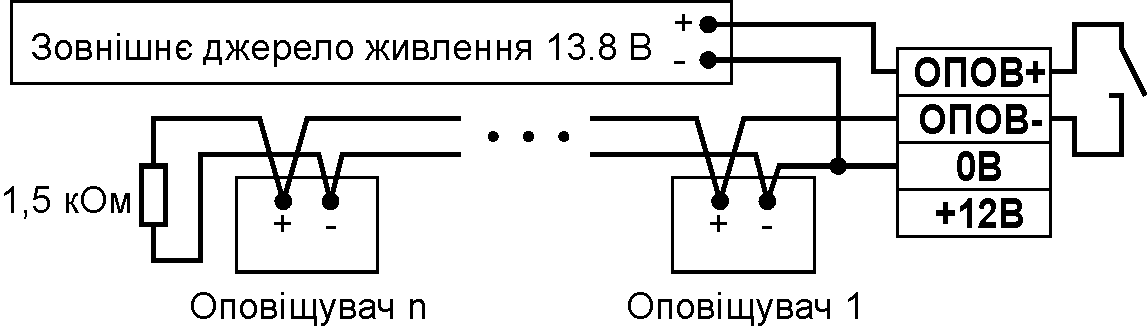 Зовнішнє джерело живлення 13.8 В
+
-
ОПОВ+
ОПОВ-
0В
+12В
1,5 кОм
+ -
+ -
Оповіщувач n
Оповіщувач 1